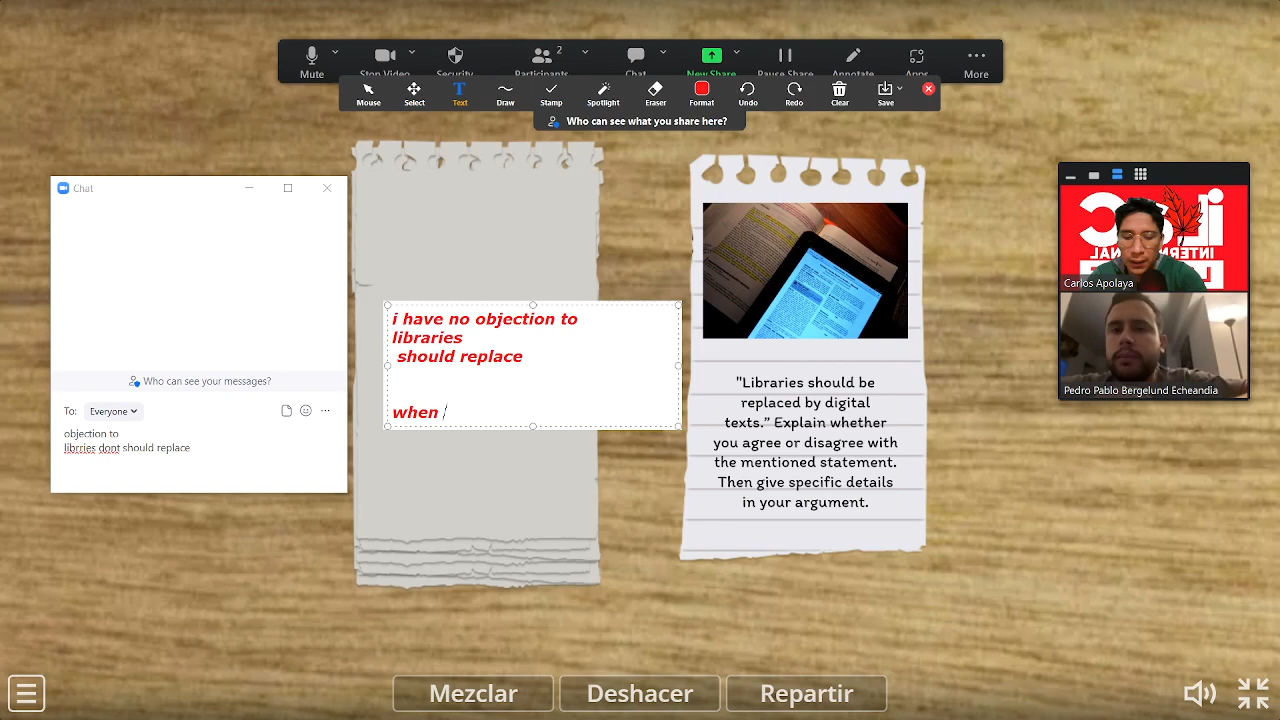 Mute
Stop Video
Security
Participants
2
Chat
New Share
Pause Share
Annotate
Apps
More
Mouse
Select
T
Text
Draw
Stamp
Spotlight
Eraser
Format
Undo
Redo
Clear
Save
Who can see what you share here?
Chat
Who can see your messages?
To: Everyone
objection to
librries dont should replace
i have no objection to
libraries
should replace
when
"Libraries should be
replaced by digital
texts.” Explain whether
you agree or disagree with
the mentioned statement.
Then give specific details
in your argument.
Carlos Apolaya
Pedro Pablo Bergelund Echeandia
Mezclar
Deshacer
Repartir